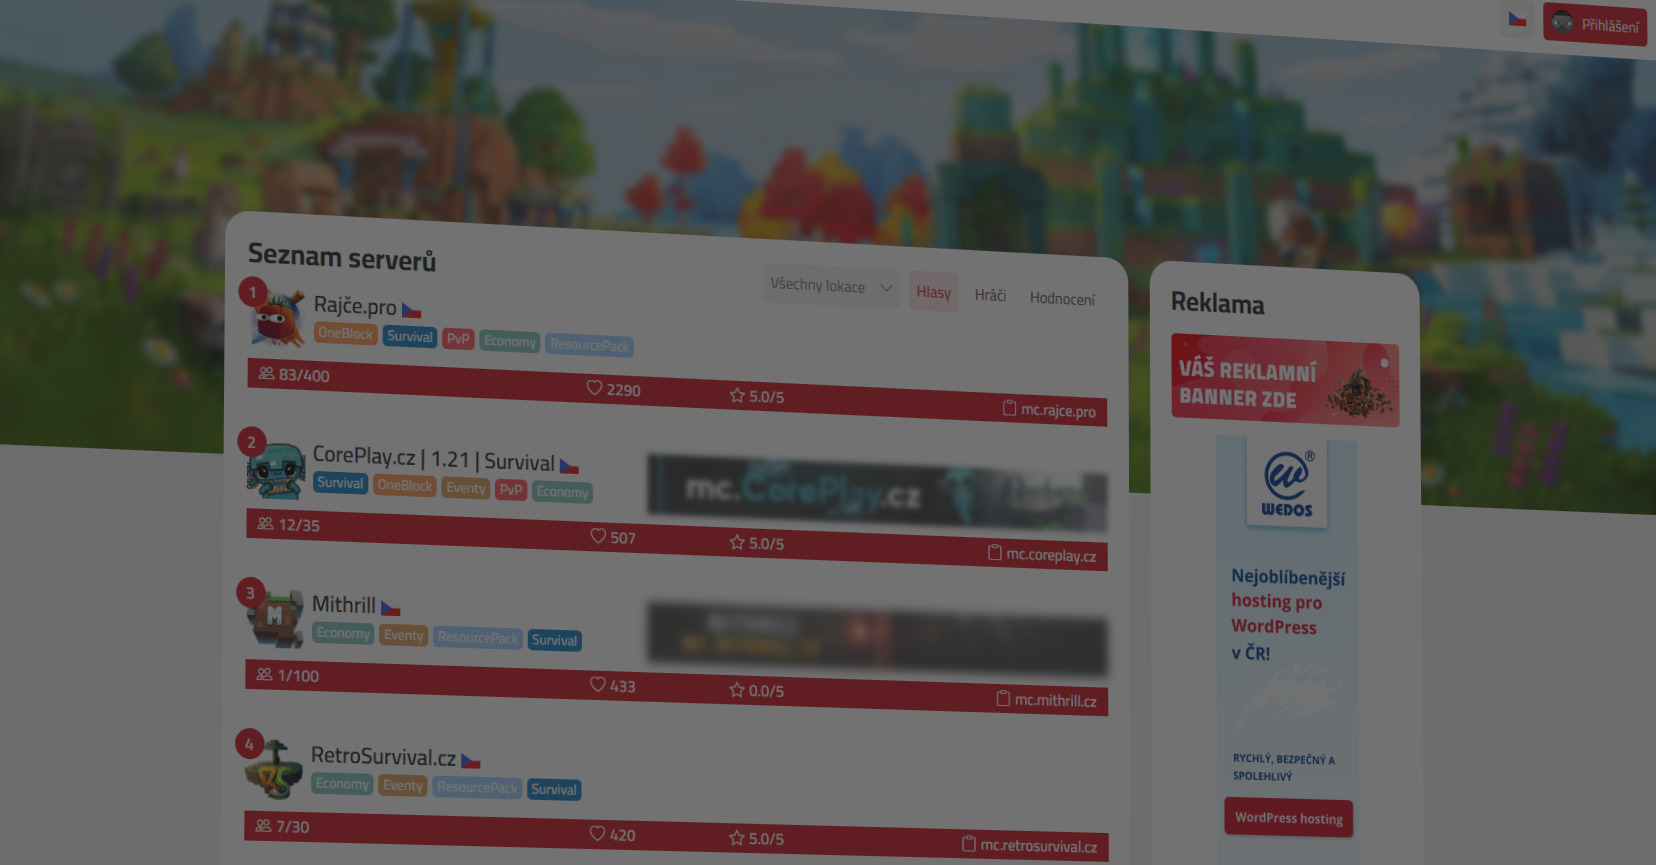 Přihlášení
Seznam serverů
Všechny lokace
Hlasy
Hráči
Hodnocení
1
Rajče.pro
OneBlock Survival PvP Economy ResourcePack
83/400 2290 5.0/5 mc.rajce.pro
2
CorePlay.cz | 1.21 | Survival
Survival OneBlock Eventy PvP Economy
mc.CorePlay.cz
12/35 507 5.0/5 mc.coreplay.cz
3
Mithrill
M
Economy Eventy ResourcePack Survival
1/100 433 0.0/5 mc.mithrill.cz
4
RetroSurvival.cz
RS
Economy Eventy ResourcePack Survival
7/30 420 5.0/5 mc.retrosurvival.cz
Reklama
VÁŠ REKLAMNÍ
BANNER ZDE
W®
WEDOS
Nejoblíbenější
hosting pro
WordPress
v ČR!
RYCHLÝ, BEZPEČNÝ A
SPOLEHLIVÝ
WordPress hosting